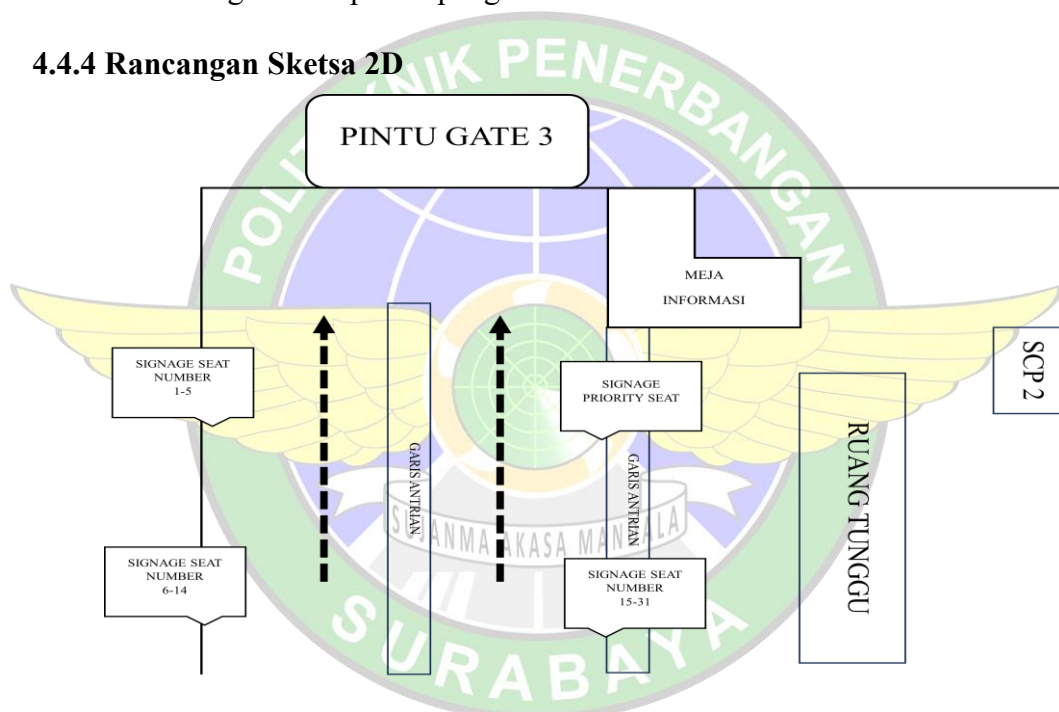 4.4.4 Rancangan Sketsa 2D
PINTU GATE 3
MEJA
INFORMASI
SCP 2
SIGNAGE SEAT
NUMBER
1-5
SIGNAGE
PRIORITY SEAT
GARIS ANTRIAN
GARIS ANTRIAN
RUANG TUNGGU
SIGNAGE SEAT
NUMBER
6-14
SIGNAGE SEAT
NUMBER
15-31
PENERBANGAN
SURABAYA